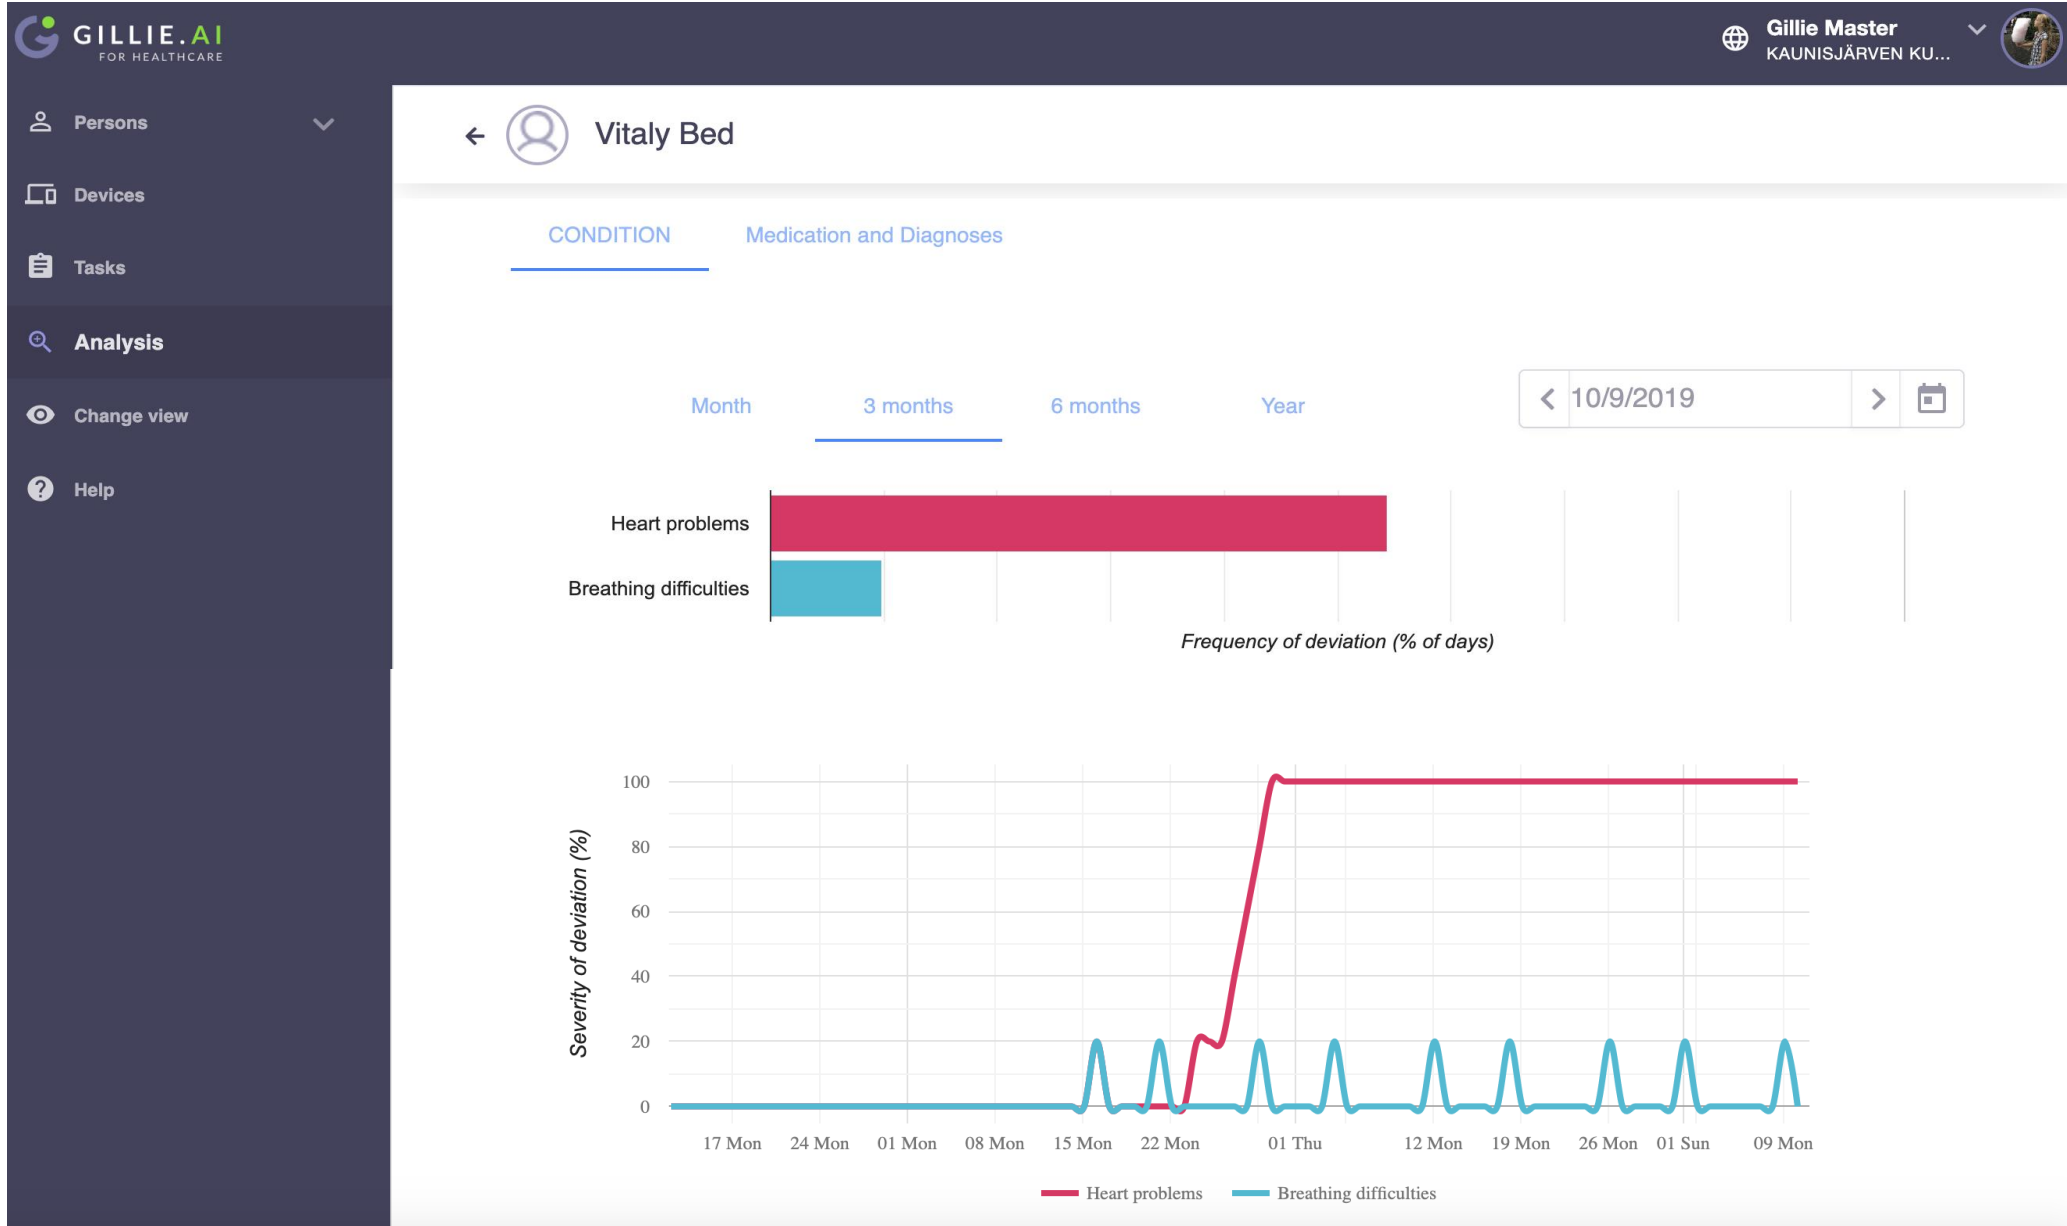 GILLIE.AI
FOR HEALTHCARE
Gillie Master
KAUNISJÄRVEN KU...
Persons
Devices
Tasks
Analysis
Change view
Help
Vitaly Bed
CONDITION Medication and Diagnoses
Month 3 months 6 months Year
10/9/2019
Heart problems
Breathing difficulties
Frequency of deviation (% of days)
Severity of deviation (%)
100
80
60
40
20
0
17 Mon 24 Mon 01 Mon 08 Mon 15 Mon 22 Mon 01 Thu 12 Mon 19 Mon 26 Mon 01 Sun 09 Mon
Heart problems Breathing difficulties